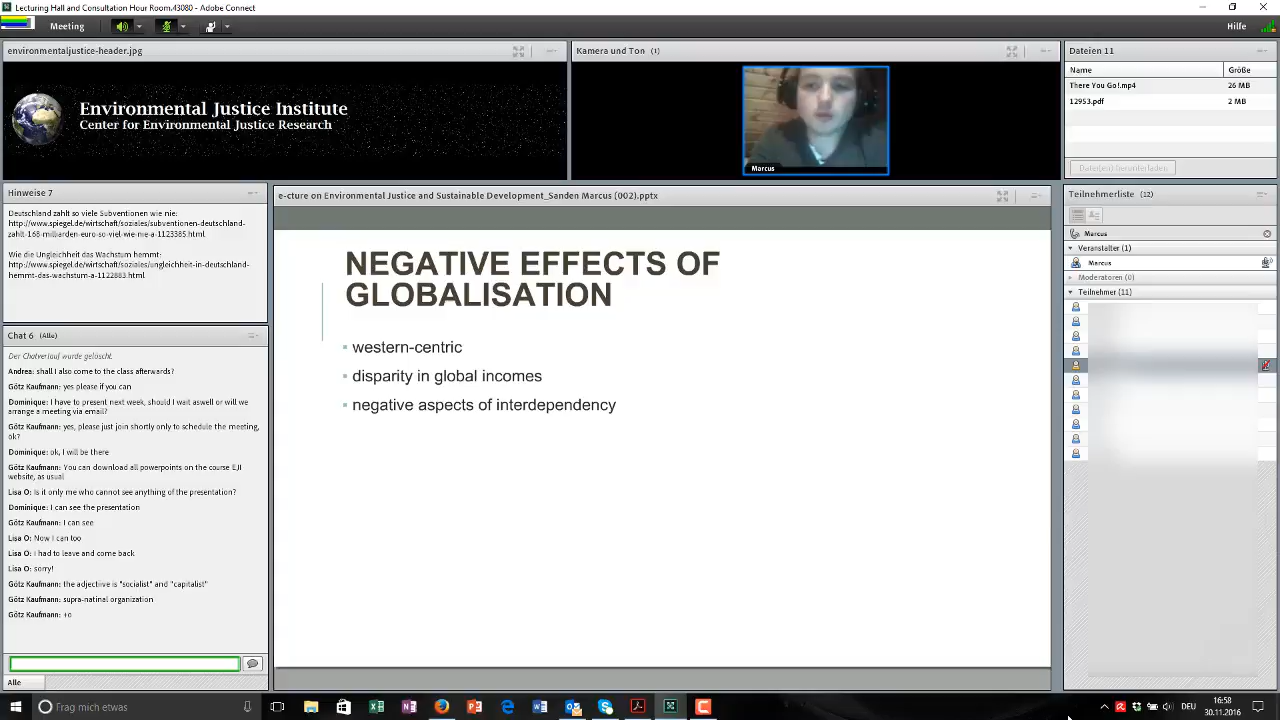 Lecturing Hall and Consultation Hour Room,43080 - Adobe Connect
Meeting
Hilfe
environmentaljustice-header.jpg
Environmental Justice Institute
Center for Environmental Justice Research
Kamera und Ton (1)
Marcus
Dateien 11
Name
Größe
There You Go!.mp4
26 MB
12953.pdf
2 MB
Datei(en) herunterladen
Hinweise 7
Deutschland zahlt so viele Subventionen wie nie:
http://www.spiegel.de/wirtschaft/soziales/subventionen-deutschland-
zahlt-168-milliarden-euro-so-viel-wie-nie-a-1123385.html
Wie die Ungleichheit das Wachstum hemmt:
http://www.spiegel.de/wirtschaft/soziales/ungleichheit-in-deutschland-
hemmt-das-wachstum-a-1122883.html
Chat 6 (Alle)
Der Chatverlauf wurde gelöscht.
Andrea: shall I also come to the class afterwards?
Götz Kaufmann: yes please if you can
Dominique: I have to present next week, should I wait aswell or will we
arrange a meeting via email?
Götz Kaufmann: yes, please just join shortly only to schedule the meeting,
ok?
Dominique: ok, I will be there
Götz Kaufmann: You can download all powerpoints on the course EJI
website, as usual
Lisa O: Is it only me who cannot see anything of the presentation?
Dominique: I can see the presentation
Götz Kaufmann: I can see
Lisa O: Now I can too
Lisa O: i had to leave and come back
Lisa O: sorry!
Götz Kaufmann: the adjectiive is "socialist" and "capitalist"
Götz Kaufmann: supra-natinal organization
Götz Kaufmann: +o
Alle
e-cture on Environmental Justice and Sustainable Development_Sanden Marcus (002).pptx
NEGATIVE EFFECTS OF
GLOBALISATION
western-centric
disparity in global incomes
negative aspects of interdependency
Teilnehmerliste (12)
Marcus
Veranstalter (1)
Marcus
Moderatoren (0)
Teilnehmer (11)
Frag mich etwas
DEU
16:58
30.11.2016